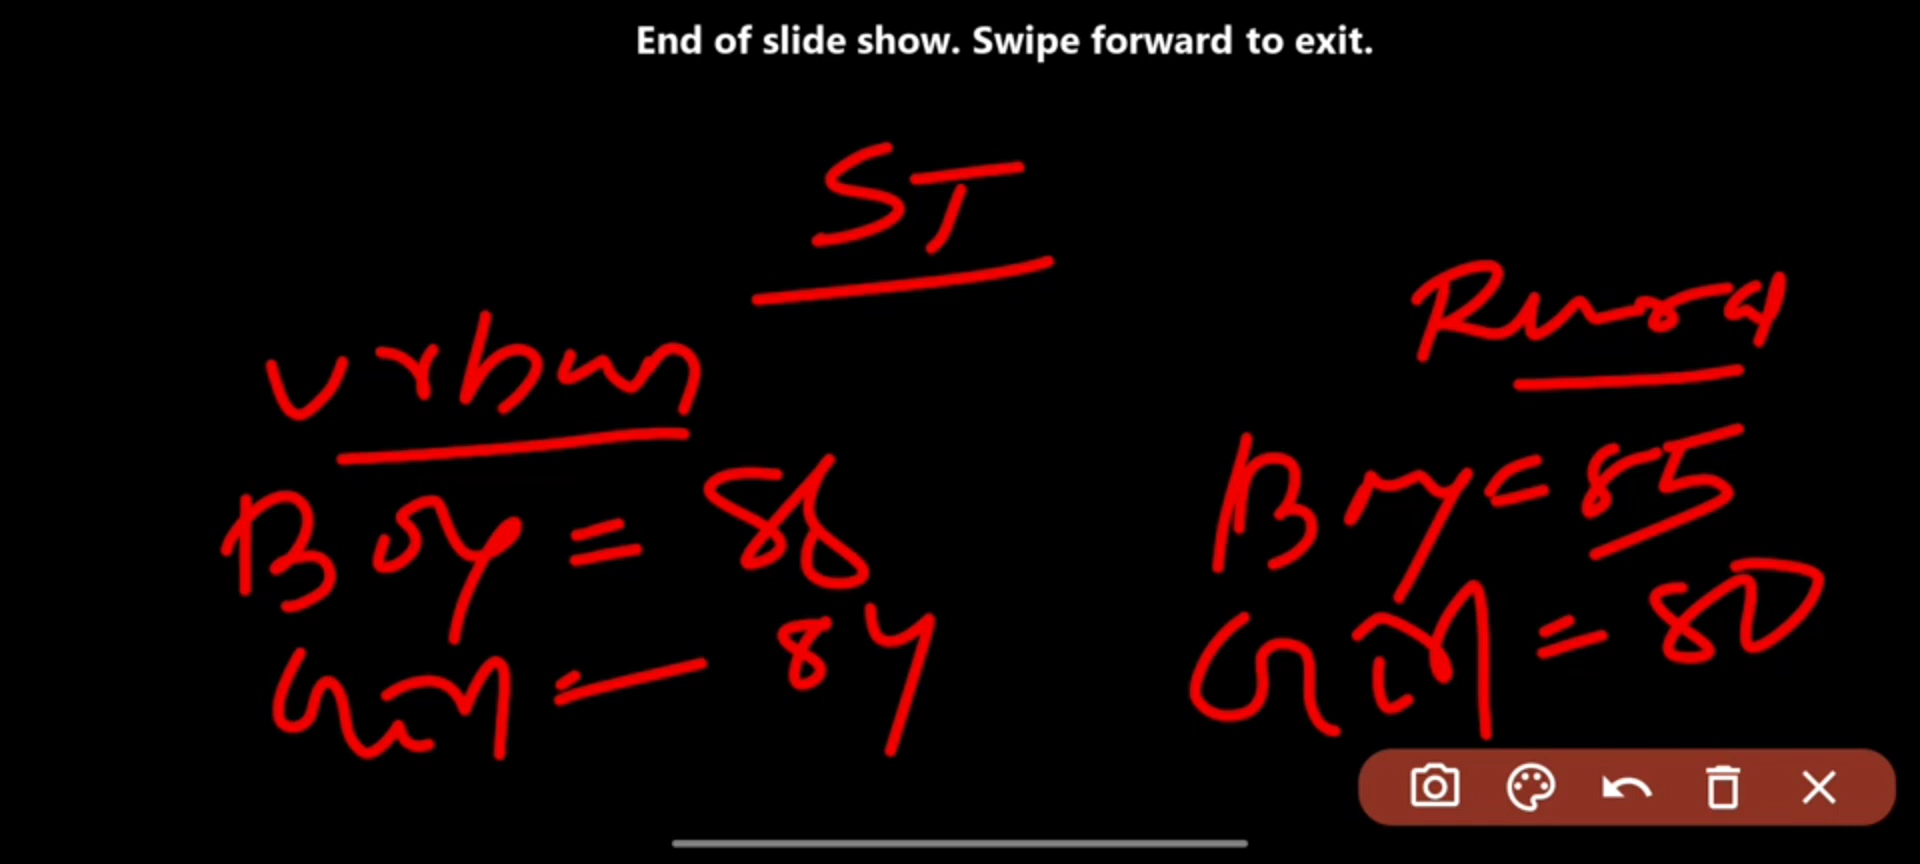 End of slide show. Swipe forward to exit.
ST
Urban
Rural
Boy = 88
Boy = 85
Girl = 84
Girl = 80